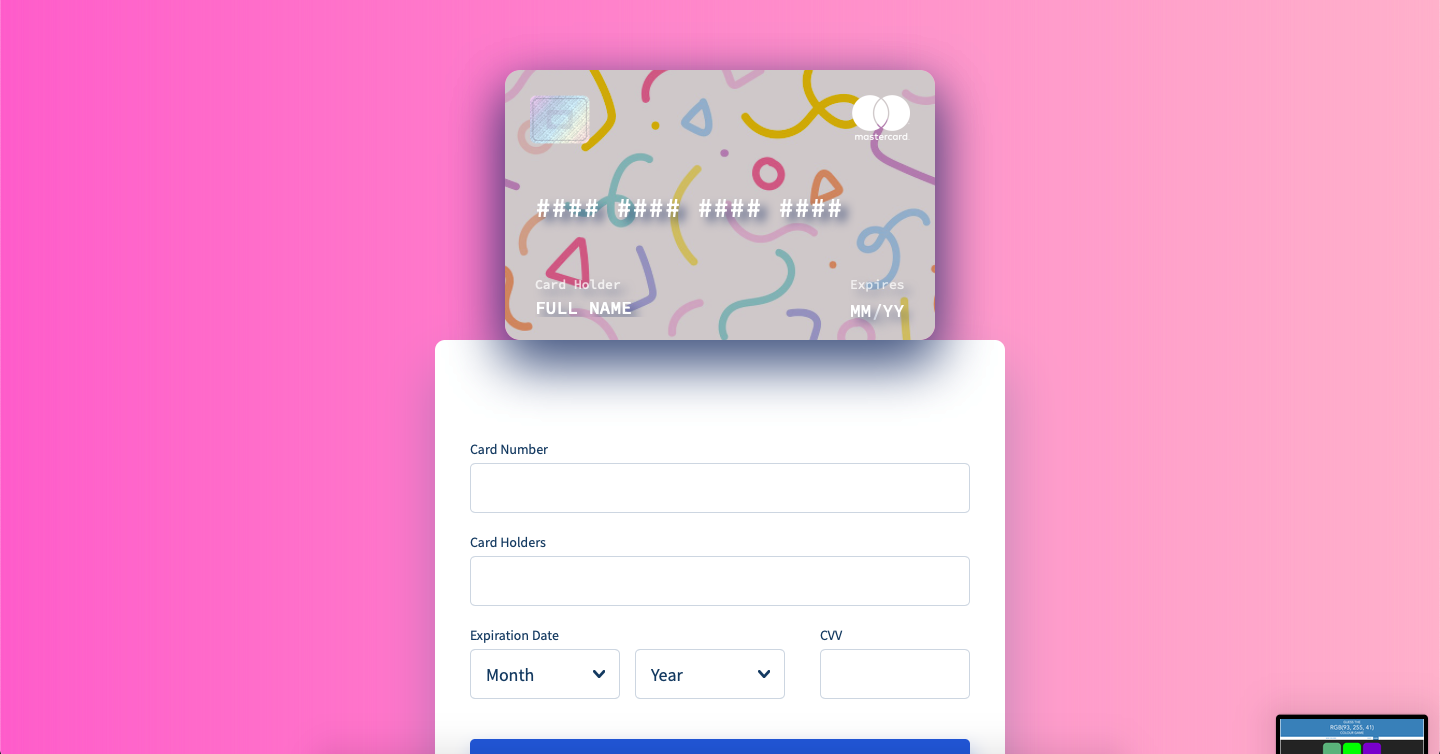 mastercard
#### #### #### ####
Card Holder
Expires
FULL NAME
MM/YY
Card Number
Card Holders
Expiration Date
CVV
Month
Year
RGB(93, 255, 41)